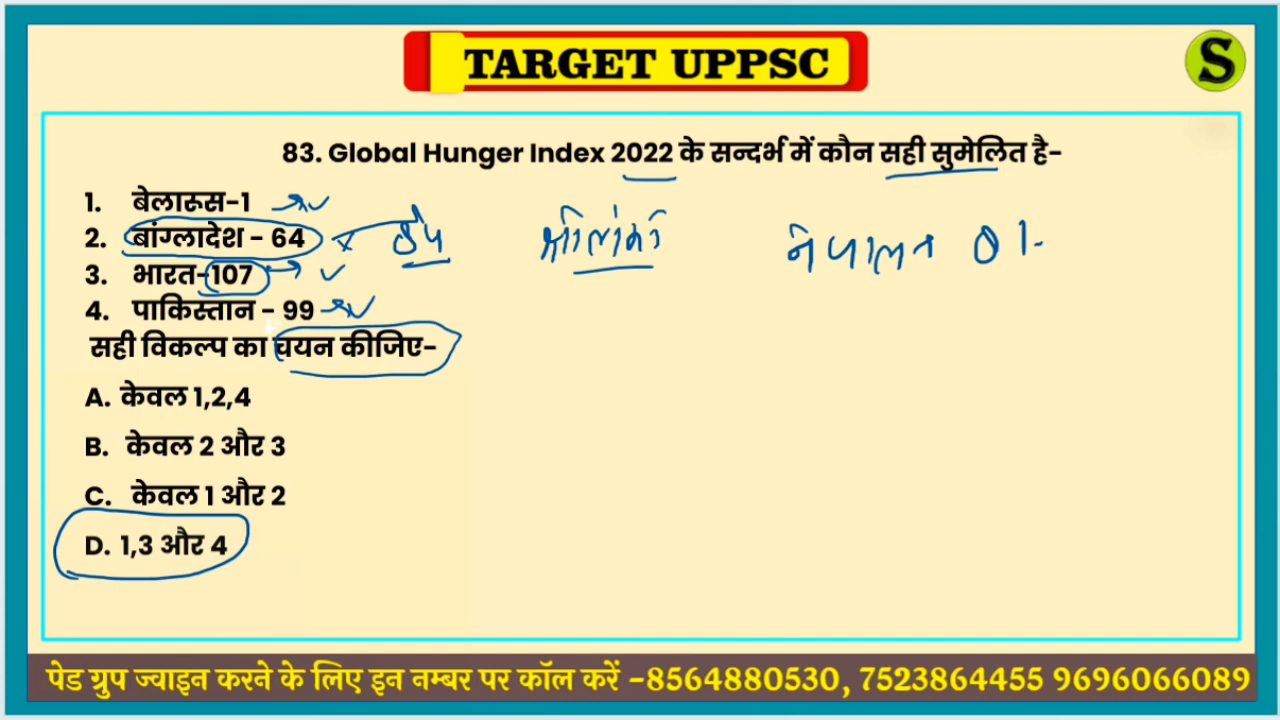 TARGET UPPSC
S
83. Global Hunger Index 2022 के सन्दर्भ में कौन सही सुमेलित है-
1. बेलारूस-1
2. बांग्लादेश - 64
3. भारत-107
4. पाकिस्तान - 99
सही विकल्प का चयन कीजिए-
A. केवल 1,2,4
B. केवल 2 और 3
C. केवल 1 और 2
D. 1,3 और 4
पेड ग्रुप ज्वाइन करने के लिए इन नम्बर पर कॉल करें -8564880530, 7523864455 9696066089